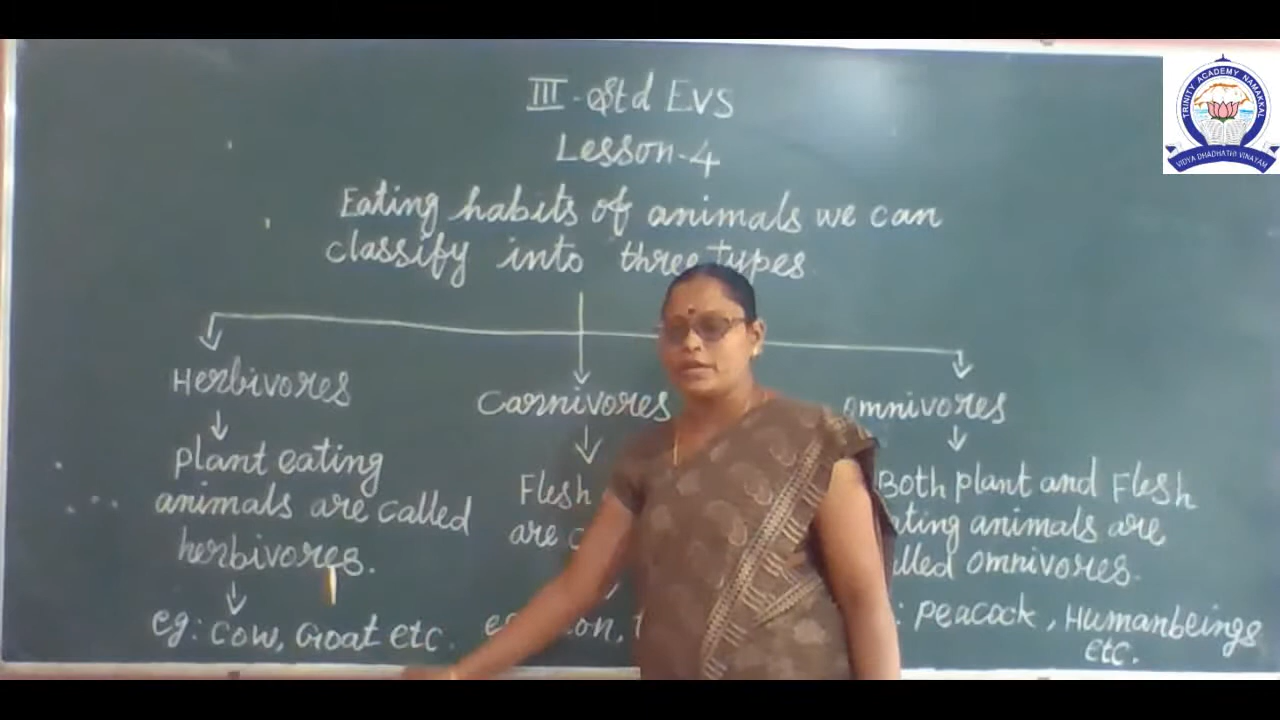 III - Std EVS
Lesson-4
Eating habits of animals we can
classify into three types.
Herbivores
Carnivores
omnivores
plant eating
animals are called
herbivores.
eg: Cow, Goat etc.
Flesh
are
Both plant and Flesh
animals are
omnivores.
: peacock, Humanbeings
etc.
TRINITY ACADEMY NAMAKKAL
VIDYA DHADHATHI VINAYAM